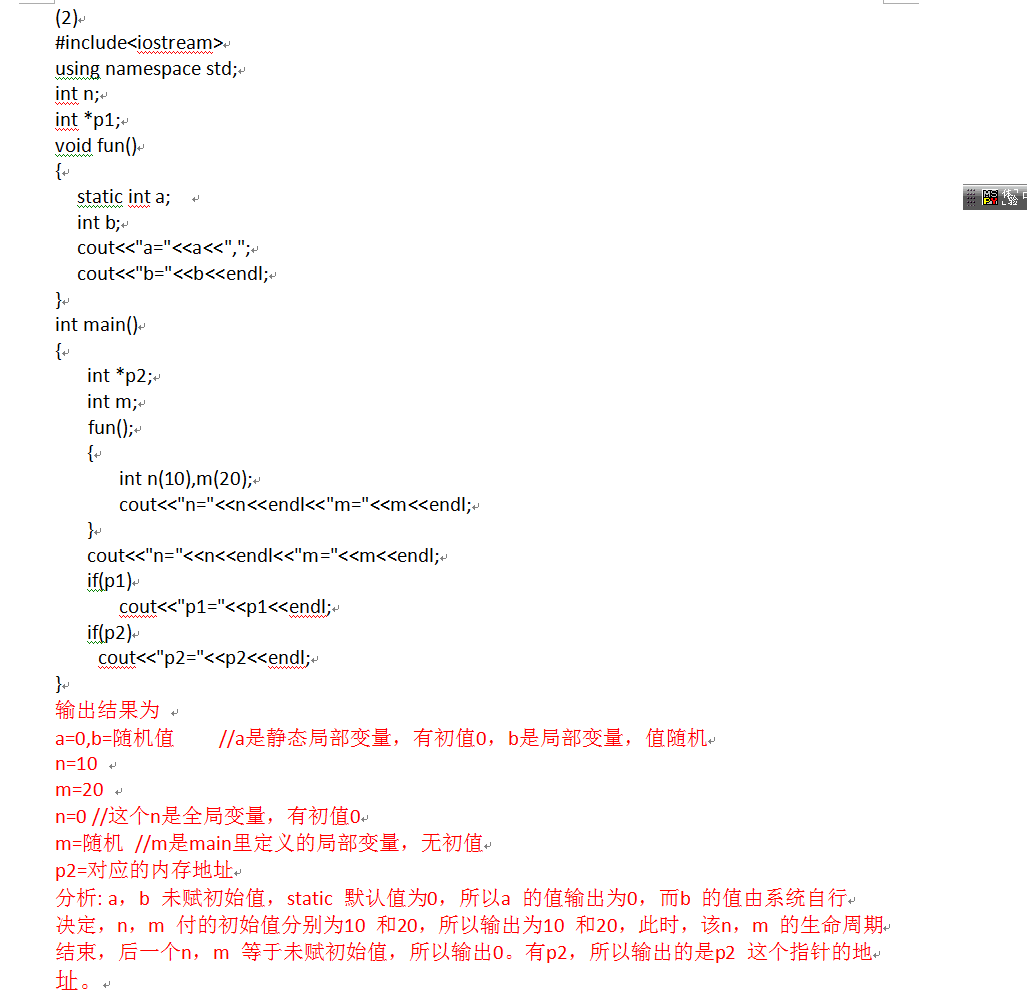 (2)
#include<iostream>
using namespace std;
int n;
int *p1;
void fun()
{
static int a;
int b;
cout<<"a="<<a<<",";
cout<<"b="<<b<<endl;
}
int main()
{
int *p2;
int m;
fun();
{
int n(10),m(20);
cout<<"n="<<n<<endl<<"m="<<m<<endl;
}
cout<<"n="<<n<<endl<<"m="<<m<<endl;
if(p1)
cout<<"p1="<<p1<<endl;
if(p2)
cout<<"p2="<<p2<<endl;
}
输出结果为
a=0,b=随机值 //a是静态局部变量，有初值0，b是局部变量，值随机
n=10
m=20
n=0 //这个n是全局变量，有初值0
m=随机 //m是main里定义的局部变量，无初值
p2=对应的内存地址
分析: a，b 未赋初始值，static 默认值为0，所以a 的值输出为0，而b 的值由系统自行
决定，n，m 付的初始值分别为10 和20，所以输出为10 和20，此时，该n，m 的生命周期
结束，后一个n，m 等于未赋初始值，所以输出0。有p2，所以输出的是p2 这个指针的地
址。